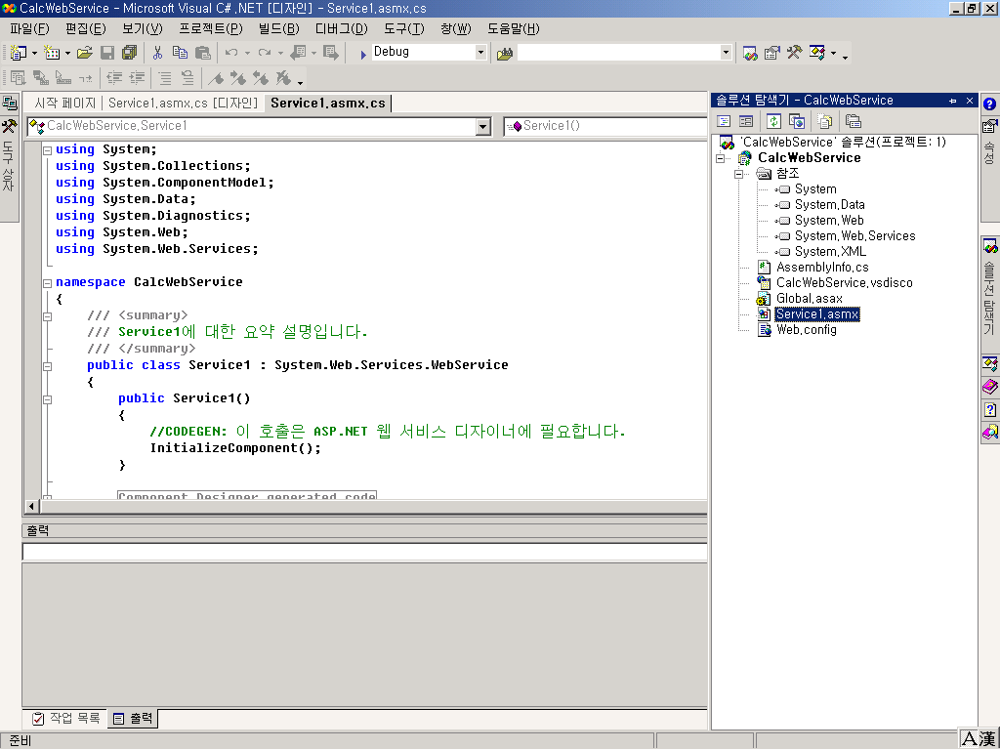 CalcWebService - Microsoft Visual C# .NET [디자인] - Service1.asmx.cs
파일(F) 편집(E) 보기(V) 프로젝트(P) 빌드(B) 디버그(D) 도구(T) 창(W) 도움말(H)
Debug
시작 페이지 Service1.asmx.cs [디자인] Service1.asmx.cs
CalcWebService.Service1 Service1()
using System;
using System.Collections;
using System.ComponentModel;
using System.Data;
using System.Diagnostics;
using System.Web;
using System.Web.Services;
namespace CalcWebService
{
/// <summary>
/// Service1에 대한 요약 설명입니다.
/// </summary>
public class Service1 : System.Web.Services.WebService
{
public Service1()
{
//CODEGEN: 이 호출은 ASP.NET 웹 서비스 디자이너에 필요합니다.
InitializeComponent();
}
Component Designer generated code
출력
작업 목록 출력
준비
도구 상자
솔루션 탐색기 - CalcWebService
'CalcWebService' 솔루션(프로젝트: 1)
CalcWebService
참조
System
System.Data
System.Web
System.Web.Services
System.XML
AssemblyInfo.cs
CalcWebService.vsdisco
Global.asax
Service1.asmx
Web.config
속성
솔루션 탐색기
A漢